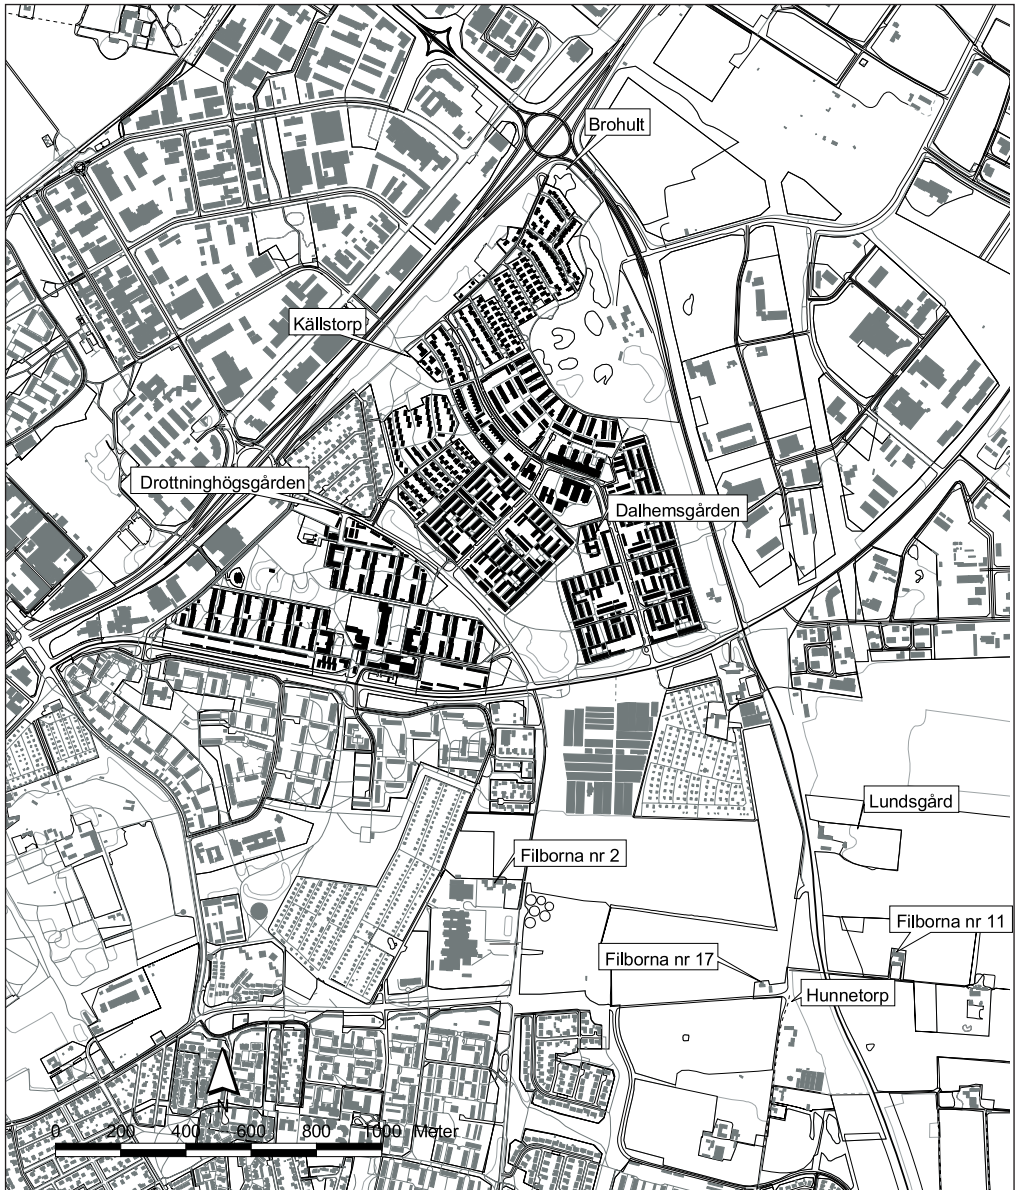 Brohult
Källstorp
Drottninghögsgården
Dalhemsgården
Lundsgård
Filborna nr 2
Filborna nr 11
Filborna nr 17
Hunnetorp
N
0 200 400 600 800 1000 Meter